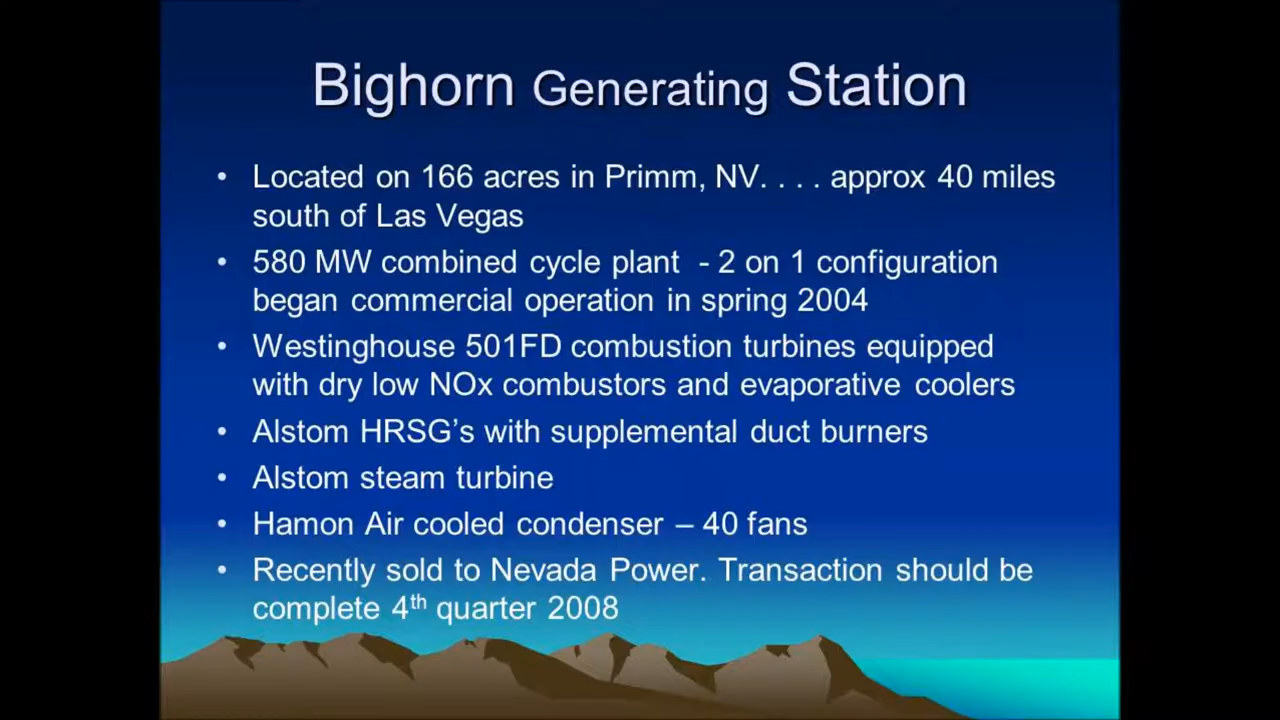 Bighorn Generating Station
• Located on 166 acres in Primm, NV. . . . approx 40 miles
south of Las Vegas
• 580 MW combined cycle plant - 2 on 1 configuration
began commercial operation in spring 2004
• Westinghouse 501FD combustion turbines equipped
with dry low NOx combustors and evaporative coolers
• Alstom HRSG’s with supplemental duct burners
• Alstom steam turbine
• Hamon Air cooled condenser – 40 fans
• Recently sold to Nevada Power. Transaction should be
complete 4th quarter 2008